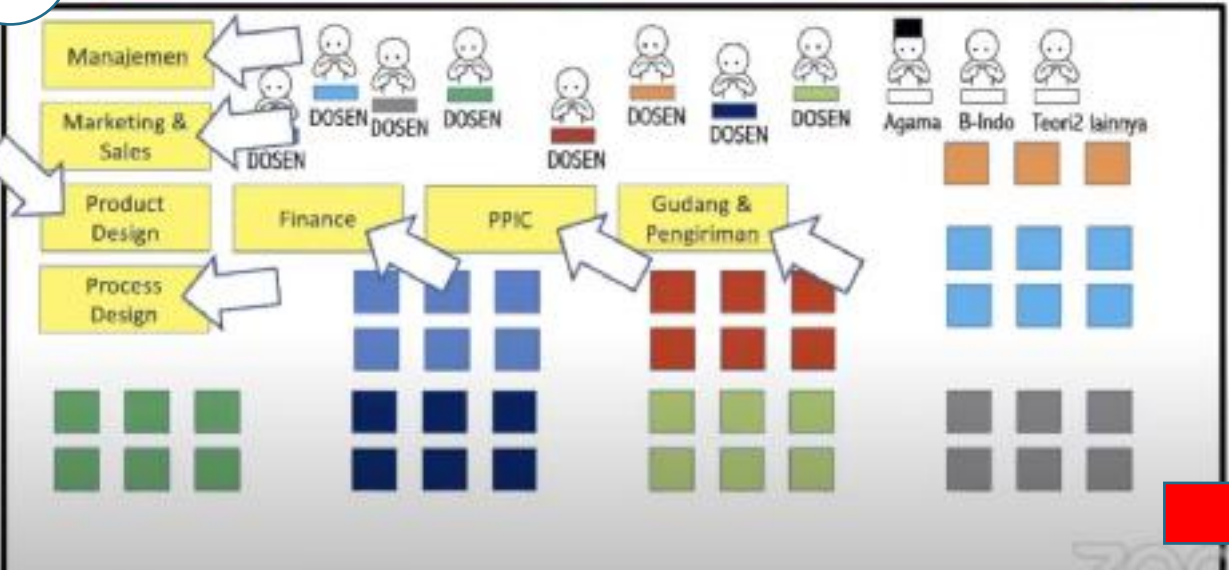 Manajemen
Marketing &
Sales
DOSEN
DOSEN
DOSEN
DOSEN
DOSEN
DOSEN
DOSEN
DOSEN
Agama
B-Indo
Teori2 lainnya
Product
Design
Finance
PPIC
Gudang &
Pengiriman
Process
Design